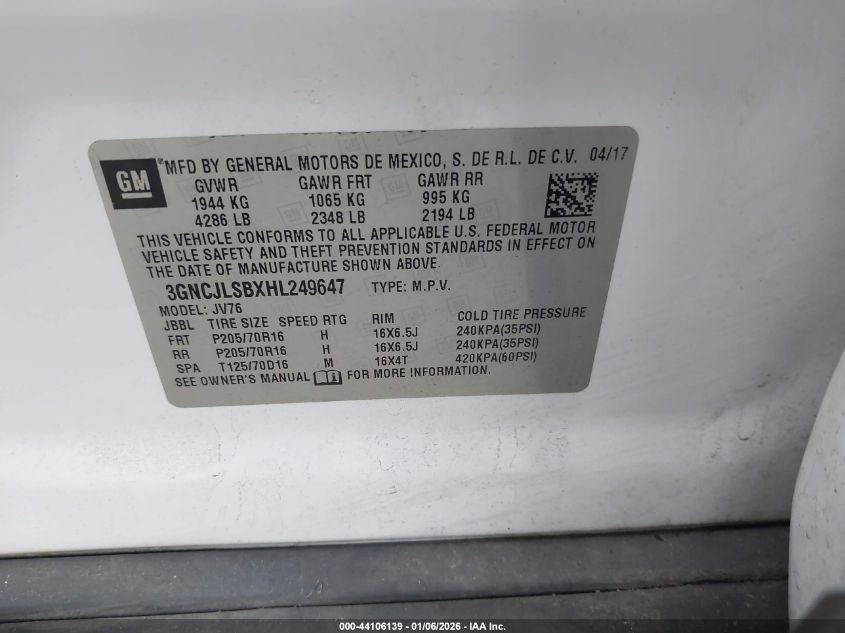 GM
®MFD BY GENERAL MOTORS DE MEXICO, S. DE R.L. DE C.V. 04/17
GVWR GAWR FRT GAWR RR
1944 KG 1065 KG 995 KG
4286 LB 2348 LB 2194 LB
THIS VEHICLE CONFORMS TO ALL APPLICABLE U.S. FEDERAL MOTOR
VEHICLE SAFETY AND THEFT PREVENTION STANDARDS IN EFFECT ON
THE DATE OF MANUFACTURE SHOWN ABOVE.
3GNCJLSBXHL249647 TYPE: M.P.V.
MODEL: JV76
JBBL TIRE SIZE SPEED RTG RIM COLD TIRE PRESSURE
FRT P205/70R16 H 16X6.5J 240KPA(35PSI)
RR P205/70R16 H 16X6.5J 240KPA(35PSI)
SPA T125/70D16 M 16X4T 420KPA(60PSI)
SEE OWNER'S MANUAL FOR MORE INFORMATION.
000-44106139 - 01/06/2026 - IAA Inc.